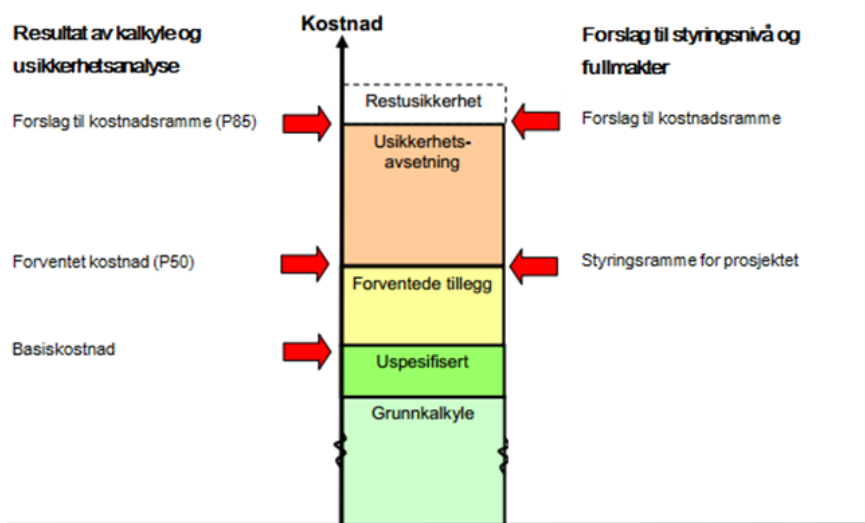 Resultat av kalkyle og
usikkerhetsanalyse
Kostnad
Forslag til styringsnivå og
fullmakter
Restusikkerhet
Forslag til kostnadsramme (P85)
Forslag til kostnadsramme
Usikkerhets-
avsetning
Forventet kostnad (P50)
Styringsramme for prosjektet
Forventede tillegg
Basiskostnad
Uspesifisert
Grunnkalkyle